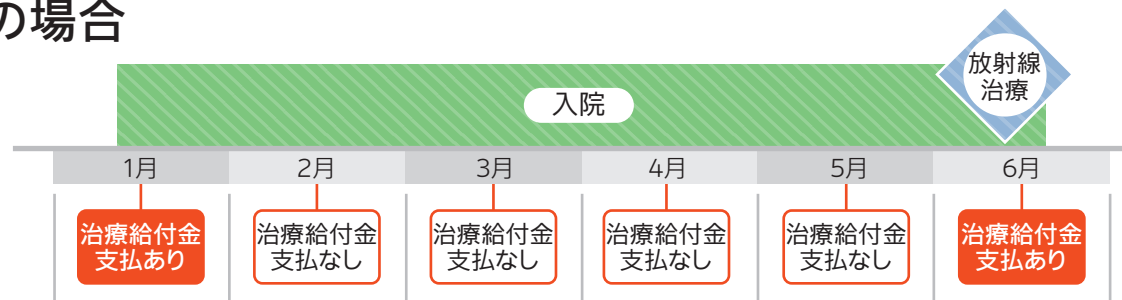 の場合
放射線
治療
入院
1月 2月 3月 4月 5月 6月
治療給付金
支払あり
治療給付金
支払なし
治療給付金
支払なし
治療給付金
支払なし
治療給付金
支払なし
治療給付金
支払あり